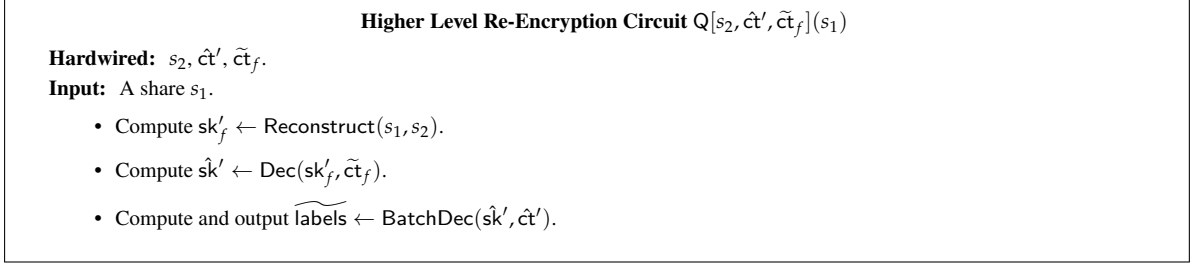 Higher Level Re-Encryption Circuit Q[s₂, ĉt′, c̃t_f](s₁)
Hardwired: s₂, ĉt′, c̃t_f.
Input: A share s₁.
• Compute sk′_f ← Reconstruct(s₁, s₂).
• Compute ŝk′ ← Dec(sk′_f, c̃t_f).
• Compute and output \widetilde{labels} ← BatchDec(ŝk′, ĉt′).